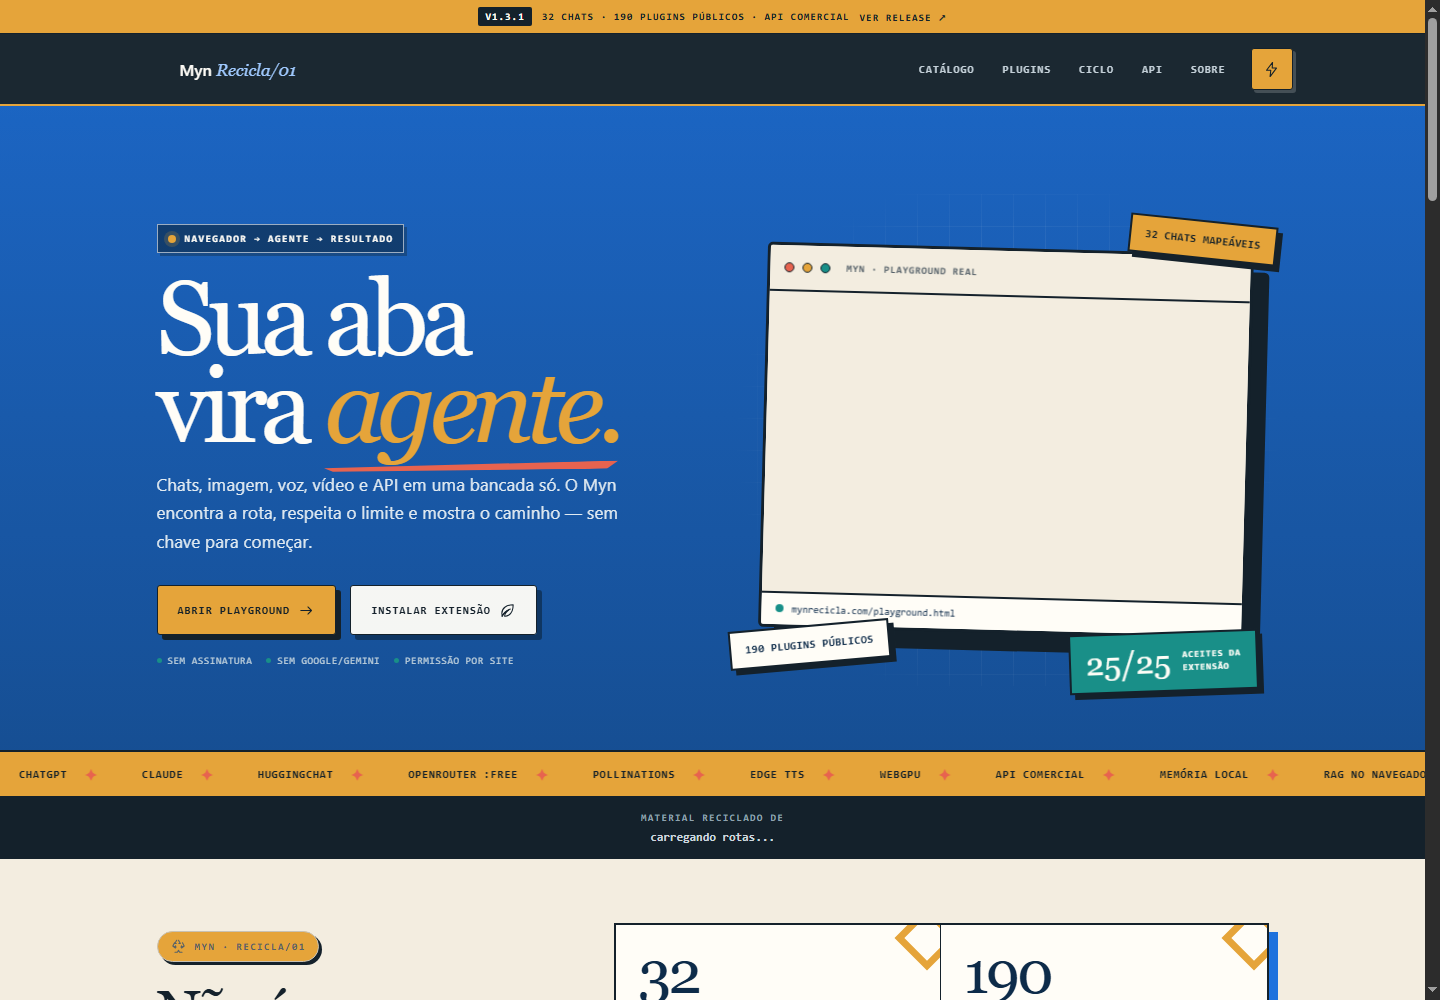 V1.3.1 32 CHATS · 190 PLUGINS PÚBLICOS · API COMERCIAL VER RELEASE ↗
Myn Recicla/01
CATÁLOGO PLUGINS CICLO API SOBRE
NAVEGADOR → AGENTE → RESULTADO
Sua aba
vira agente.
Chats, imagem, voz, vídeo e API em uma bancada só. O Myn
encontra a rota, respeita o limite e mostra o caminho — sem
chave para começar.
ABRIR PLAYGROUND →
INSTALAR EXTENSÃO
SEM ASSINATURA SEM GOOGLE/GEMINI PERMISSÃO POR SITE
32 CHATS MAPEÁVEIS
MYN · PLAYGROUND REAL
mynrecicla.com/playground.html
190 PLUGINS PÚBLICOS
25/25 ACEITES DA
EXTENSÃO
CHATGPT ✦ CLAUDE ✦ HUGGINGCHAT ✦ OPENROUTER :FREE ✦ POLLINATIONS ✦ EDGE TTS ✦ WEBGPU ✦ API COMERCIAL ✦ MEMÓRIA LOCAL ✦ RAG NO NAVEGADO
MATERIAL RECICLADO DE
carregando rotas...
MYN · RECICLA/01
Não é
32
190